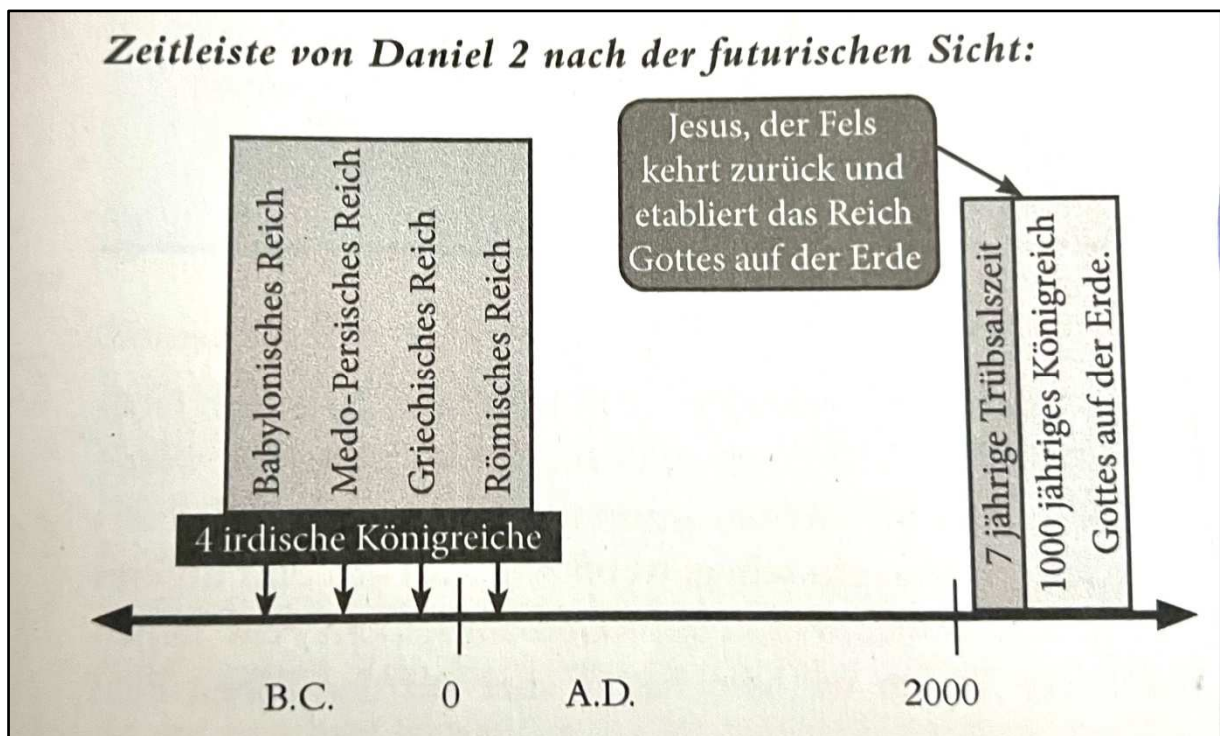 Zeitleiste von Daniel 2 nach der futurischen Sicht:
Jesus, der Fels
kehrt zurück und
etabliert das Reich
Gottes auf der Erde
Babylonisches Reich
Medo-Persisches Reich
Griechisches Reich
Römisches Reich
7 jährige Trübsalszeit
1000 jähriges Königreich
Gottes auf der Erde.
4 irdische Königreiche
B.C.
0
A.D.
2000